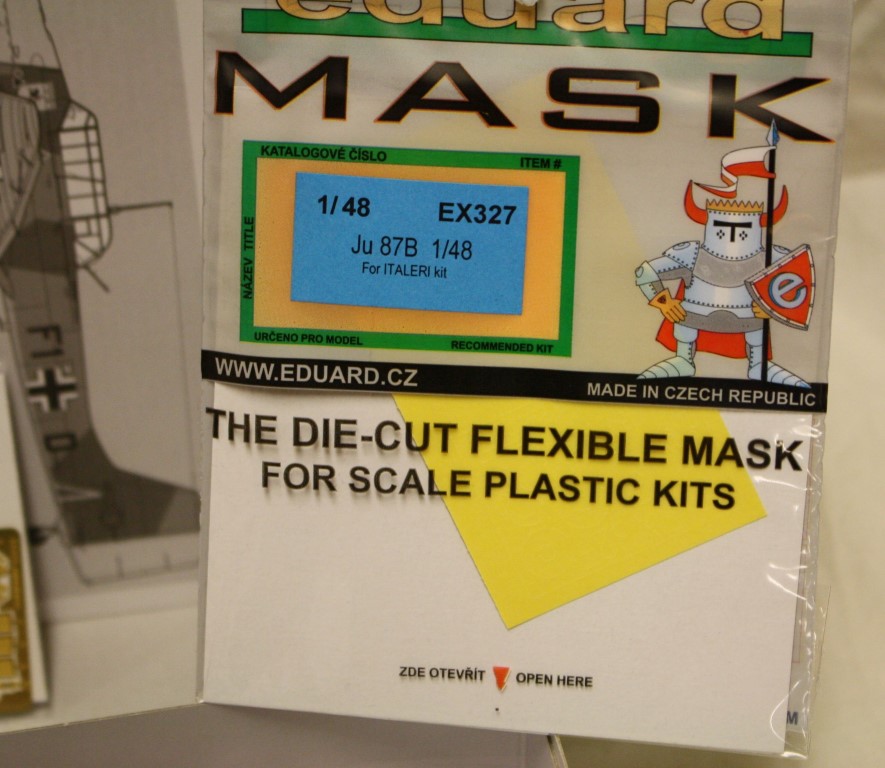 eduard
MASK
KATALOGOVÉ ČÍSLO
ITEM #
NÁZEV TITLE
1/48 EX327
Ju 87B 1/48
For ITALERI kit
URČENO PRO MODEL
RECOMMENDED KIT
e
WWW.EDUARD.CZ
MADE IN CZECH REPUBLIC
THE DIE-CUT FLEXIBLE MASK
FOR SCALE PLASTIC KITS
ZDE OTEVŘÍT OPEN HERE
M
F1